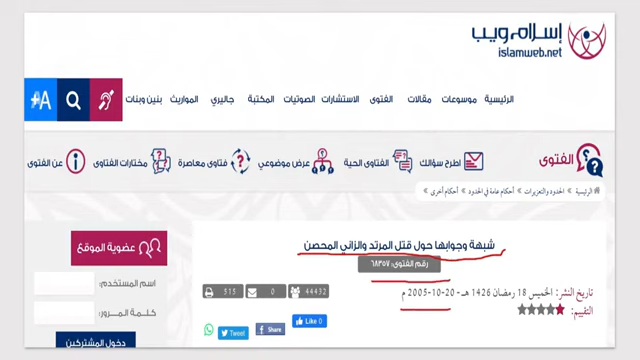 إسلام ويب
islamweb.net
الرئيسية موسوعات مقالات الفتوى الاستشارات الصوتيات المكتبة جاليري المواريث بنين وبنات
+A
الفتوى
اطرح سؤالك الفتاوى الحية عرض موضوعي فتاوى معاصرة مختارات الفتاوى عن الفتوى
الرئيسية > الحدود والتعزيرات > أحكام عامة في الحدود > أحكام أخرى >
شبهة وجوابها حول قتل المرتد والزاني المحصن
رقم الفتوى: ٦٨٣٥٧
تاريخ النشر: الخميس 18 رمضان 1426 هـ - 20-10-2005 م
التقييم:
44432 0 515
Like 0 Share Tweet
عضوية الموقع
اسم المستخدم:
كلمة المرور:
دخول المشتركين